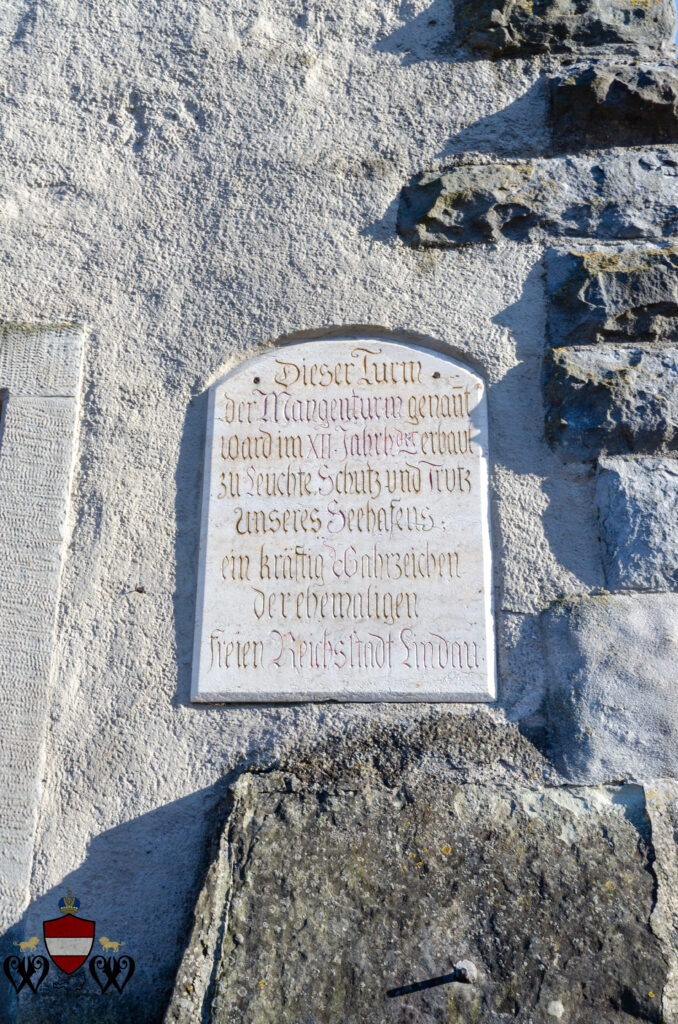 Dieser Turm
der Mangenturm genañt
ward im XII. Jahrhdt erbaut
zu Leuchte, Schutz und Trutz
unseres Seehafens;
ein kräftig Wahrzeichen
der ehemaligen
freien Reichsstadt Lindau.
W W